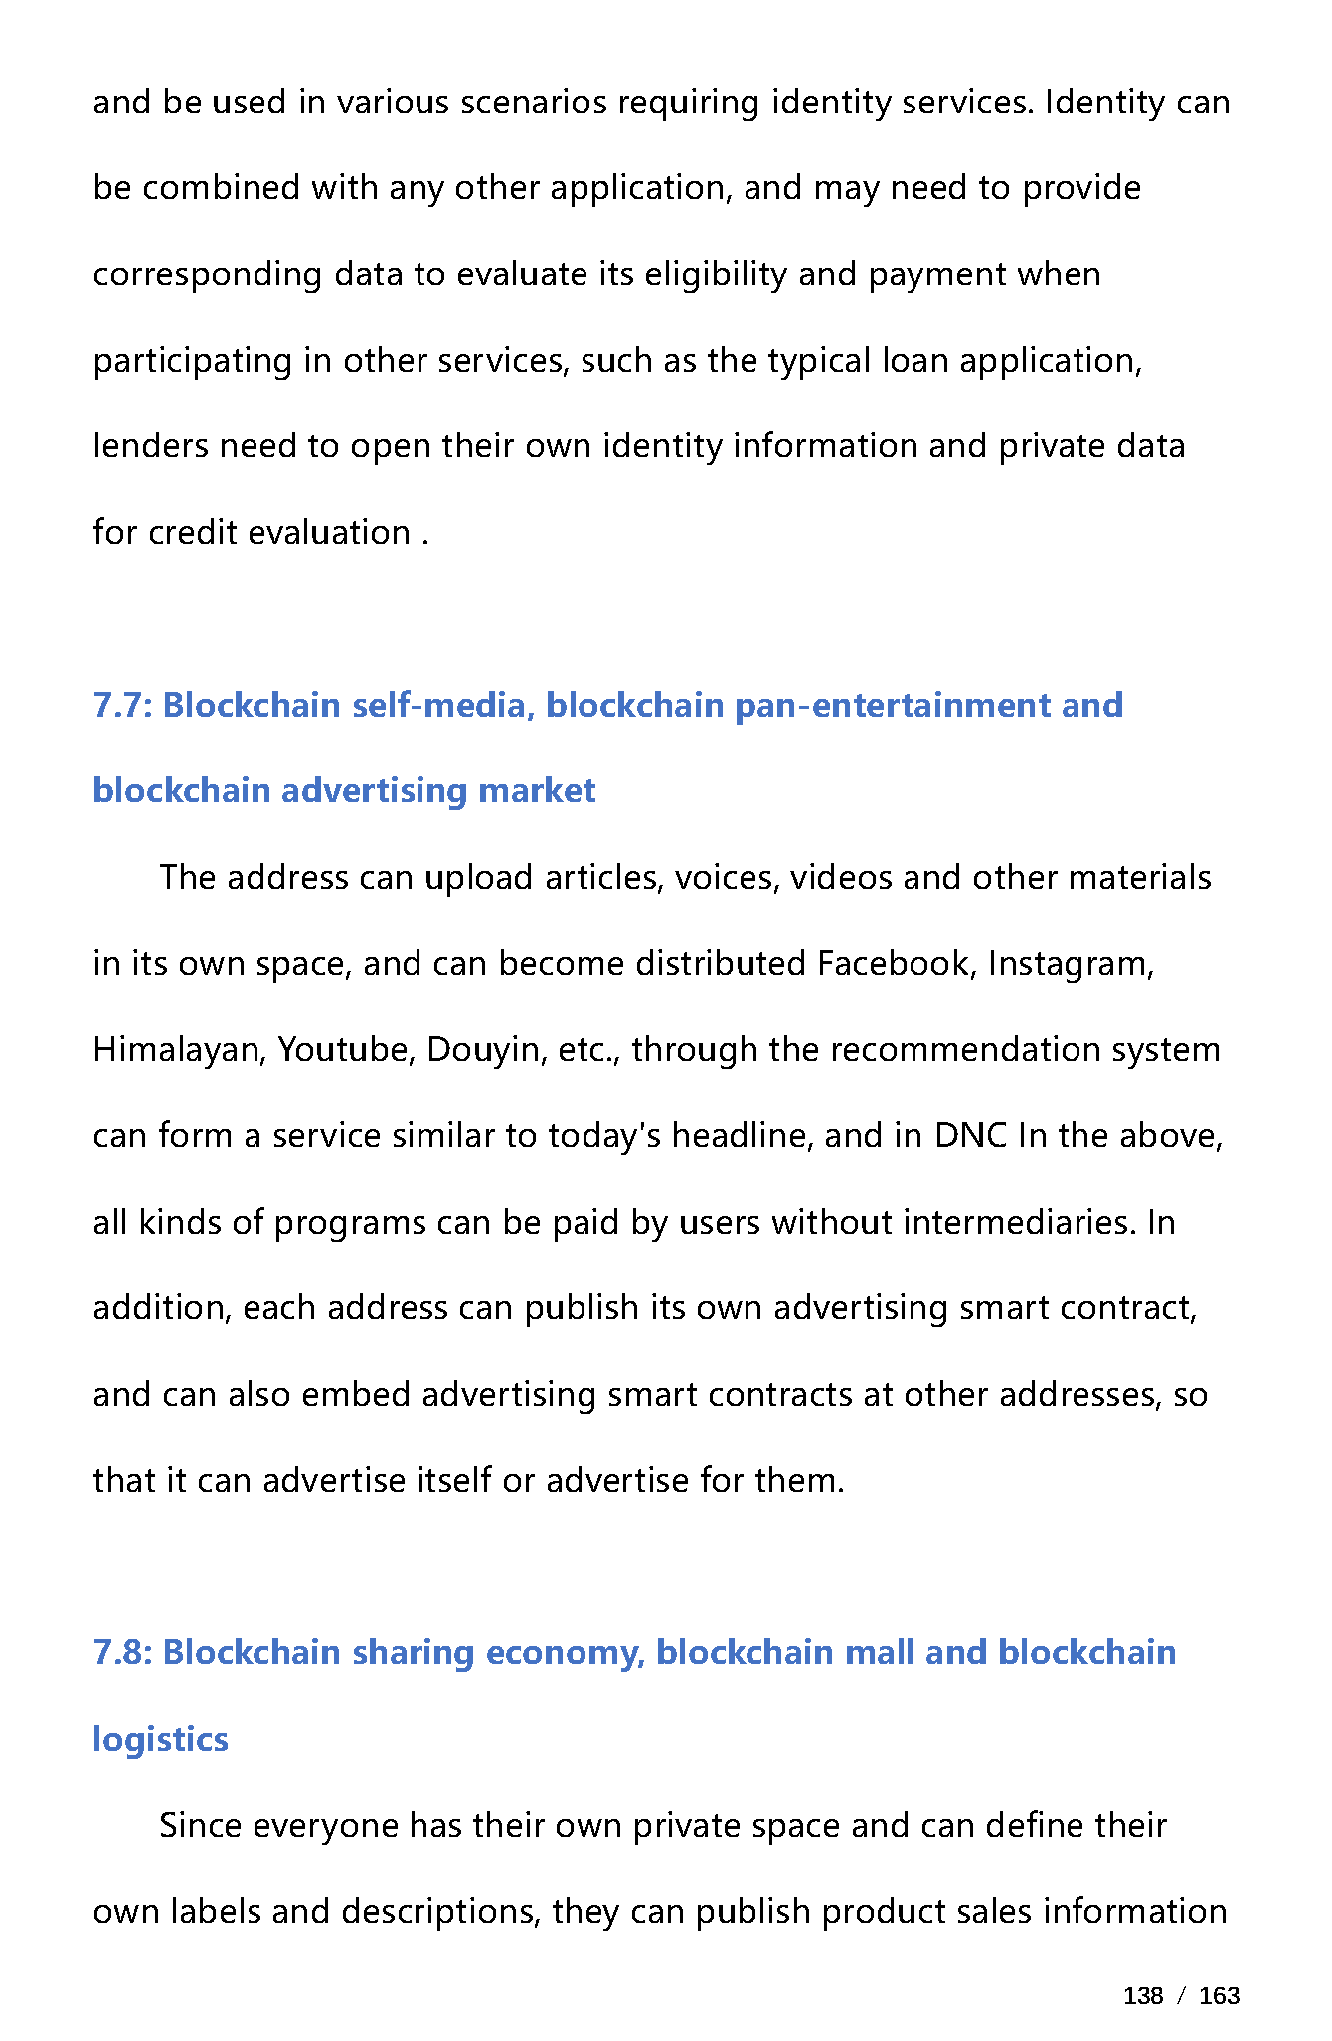 and be used in various scenarios requiring identity services. Identity can
be combined with any other application, and may need to provide
corresponding data to evaluate its eligibility and payment when
participating in other services, such as the typical loan application,
lenders need to open their own identity information and private data
for credit evaluation .
7.7: Blockchain self-media, blockchain pan-entertainment and
blockchain advertising market
The address can upload articles, voices, videos and other materials
in its own space, and can become distributed Facebook, Instagram,
Himalayan, Youtube, Douyin, etc., through the recommendation system
can form a service similar to today's headline, and in DNC In the above,
all kinds of programs can be paid by users without intermediaries. In
addition, each address can publish its own advertising smart contract,
and can also embed advertising smart contracts at other addresses, so
that it can advertise itself or advertise for them.
7.8: Blockchain sharing economy, blockchain mall and blockchain
logistics
Since everyone has their own private space and can define their
own labels and descriptions, they can publish product sales information
138 / 163